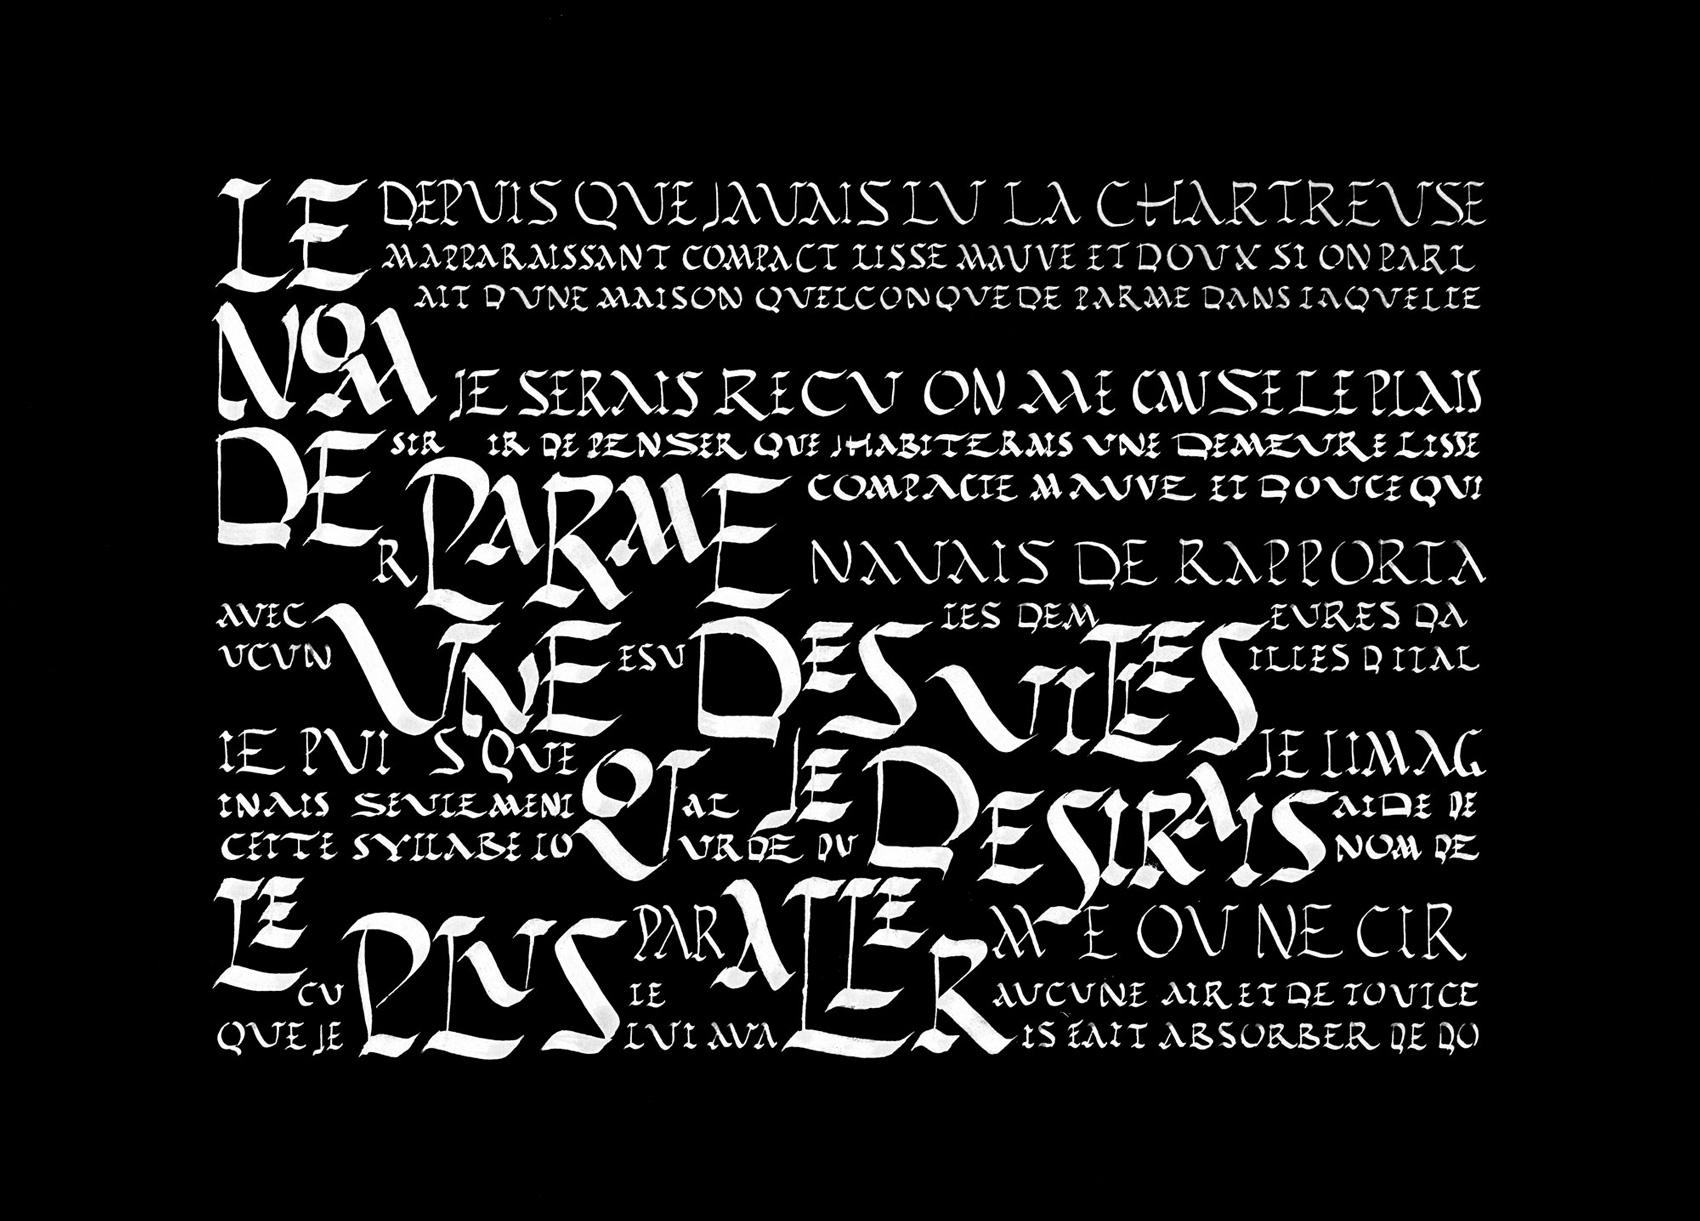 LE DEPUIS QUE JAVAIS LU LA CHARTREUSE
MAPPARAISSANT COMPACT LISSE MAUVE ET DOUX SI ON PARL
AIT DUNE MAISON QUELCONQUE DE PARME DANS LAQUELLE
NOM JE SERAIS RECU ON ME CAUSE LE PLAIS
DE SIR IR DE PENSER QUE JHABITERAIS UNE DEMEURE LISSE
PARME COMPACTE MAUVE ET DOUCE QUI
R NAVAIS DE RAPPORTA
AVEC LES DEM EURES DA
UCUN UNE ESU DES VILLES ILLES DITAL
IE PUI S QUE JE LIMAG
INAIS SEULEMENT OU AL JE DESIRAIS AIDE DE
CETTE SYLLABE LO URDE DU NOM DE
LE PLUS PAR ALLER M E OU NE CIR
CU LE AUCUNE AIR ET DE TOUT CE
QUE JE LUI AVA IS FAIT ABSORBER DE DO